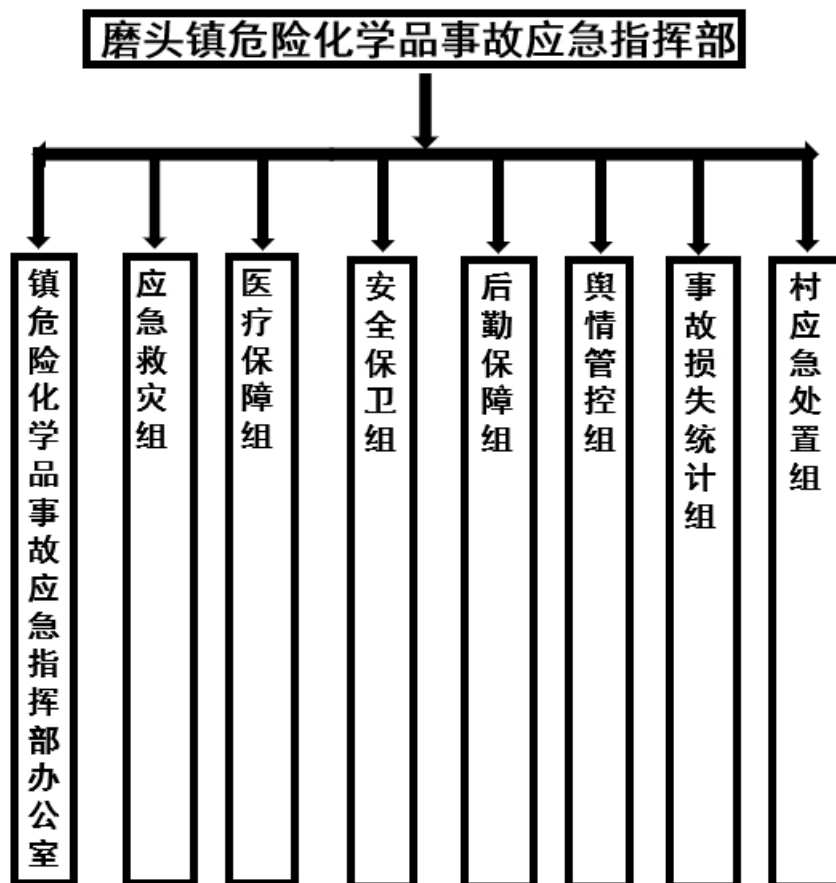 磨头镇危险化学品事故应急指挥部
镇危险化学品事故应急指挥部办公室
应急救灾组
医疗保障组
安全保卫组
后勤保障组
舆情管控组
事故损失统计组
村应急处置组